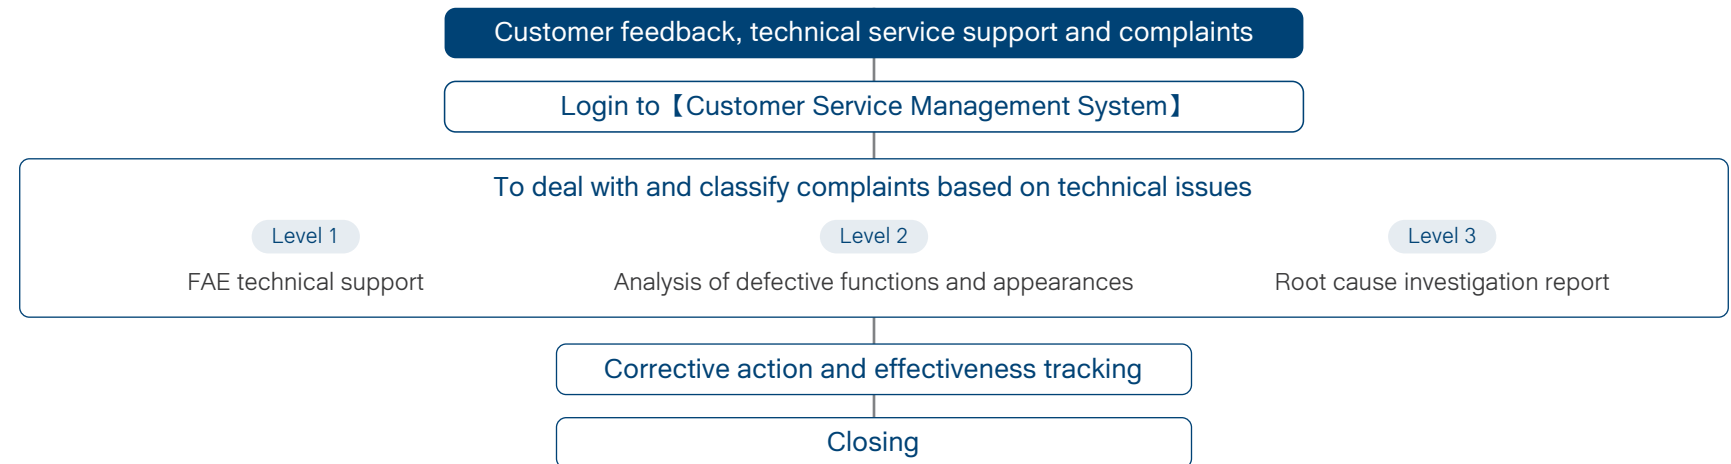 Customer feedback, technical service support and complaints
Login to【Customer Service Management System】
To deal with and classify complaints based on technical issues
Level 1
FAE technical support
Level 2
Analysis of defective functions and appearances
Level 3
Root cause investigation report
Corrective action and effectiveness tracking
Closing